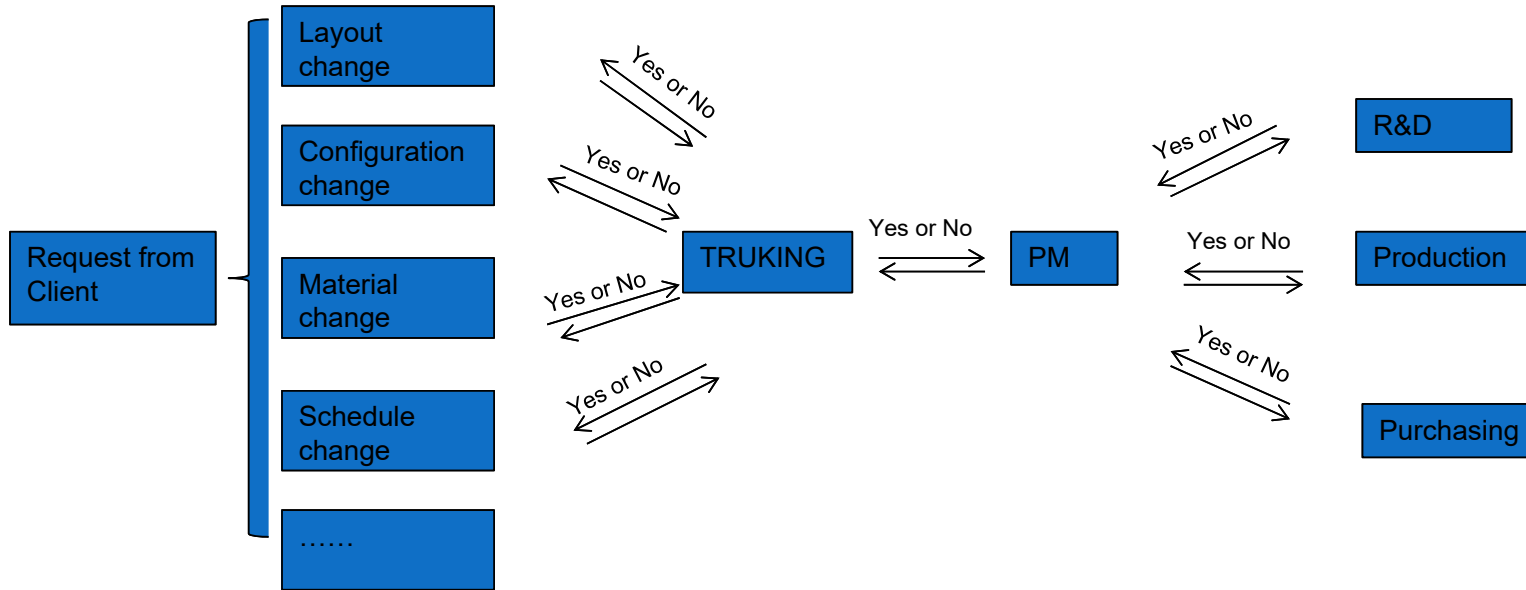 Request from
Client
Layout
change
Configuration
change
Material
change
Schedule
change
……
Yes or No
Yes or No
Yes or No
Yes or No
TRUKING
Yes or No
PM
Yes or No
Yes or No
Yes or No
R&D
Production
Purchasing